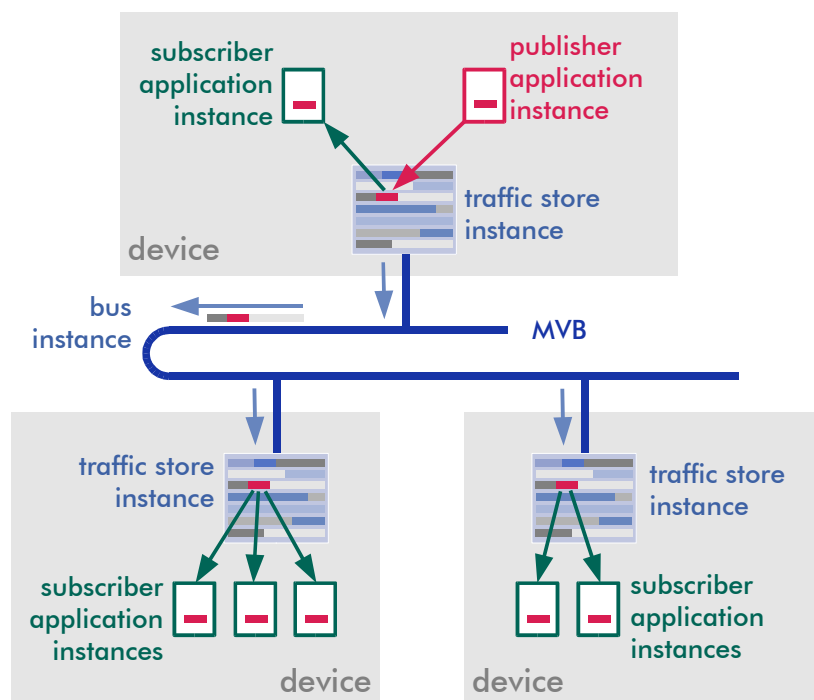 subscriber
application
instance
publisher
application
instance
traffic store
instance
device
bus
instance
MVB
traffic store
instance
traffic store
instance
subscriber
application
instances
device
subscriber
application
instances
device